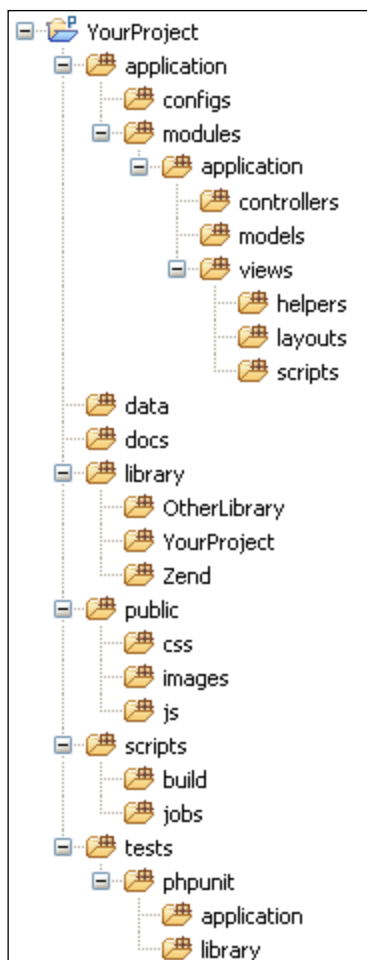 YourProject
application
configs
modules
application
controllers
models
views
helpers
layouts
scripts
data
docs
library
OtherLibrary
YourProject
Zend
public
css
images
js
scripts
build
jobs
tests
phpunit
application
library